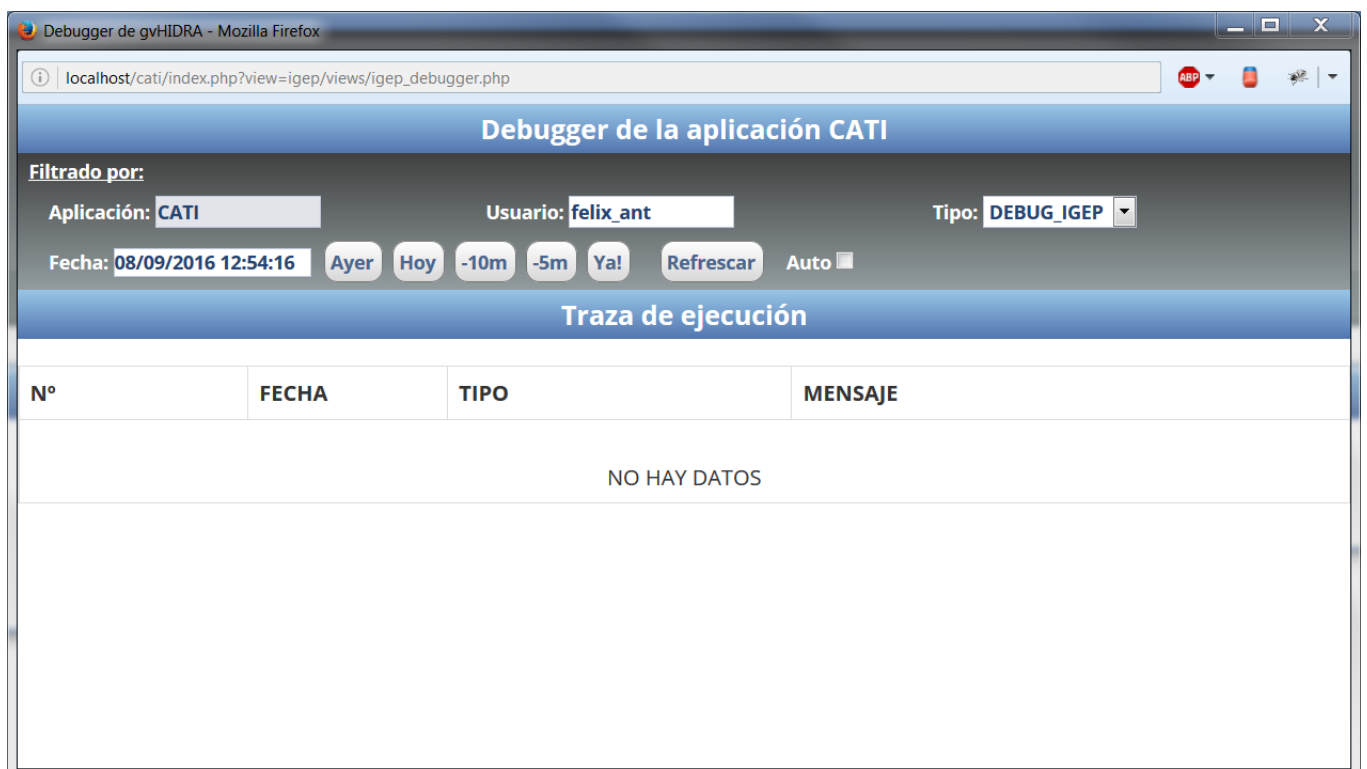 Debugger de gvHIDRA - Mozilla Firefox
localhost/cati/index.php?view=igep/views/igep_debugger.php
ABP
Debugger de la aplicación CATI
Filtrado por:
Aplicación: CATI Usuario: felix_ant Tipo: DEBUG_IGEP
Fecha: 08/09/2016 12:54:16 Ayer Hoy -10m -5m Ya! Refrescar Auto
Traza de ejecución
Nº FECHA TIPO MENSAJE
NO HAY DATOS